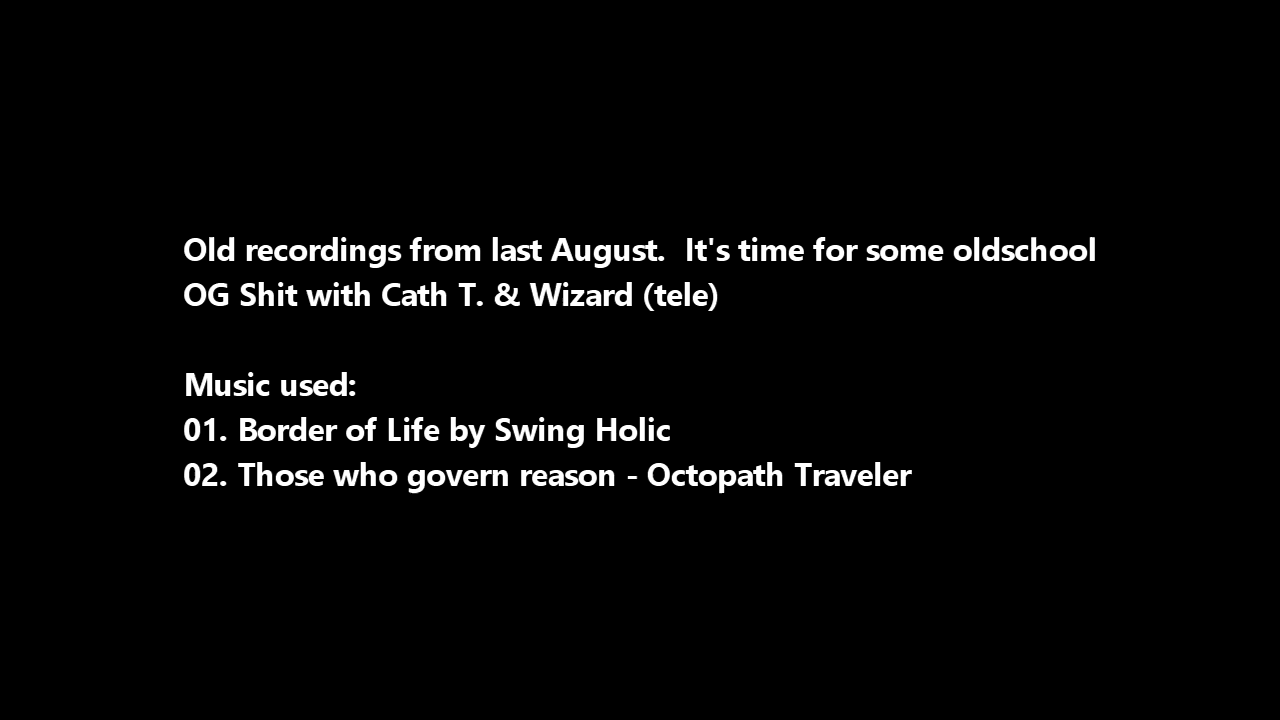 Old recordings from last August.  It's time for some oldschool
OG Shit with Cath T. & Wizard (tele)
Music used:
01. Border of Life by Swing Holic
02. Those who govern reason - Octopath Traveler